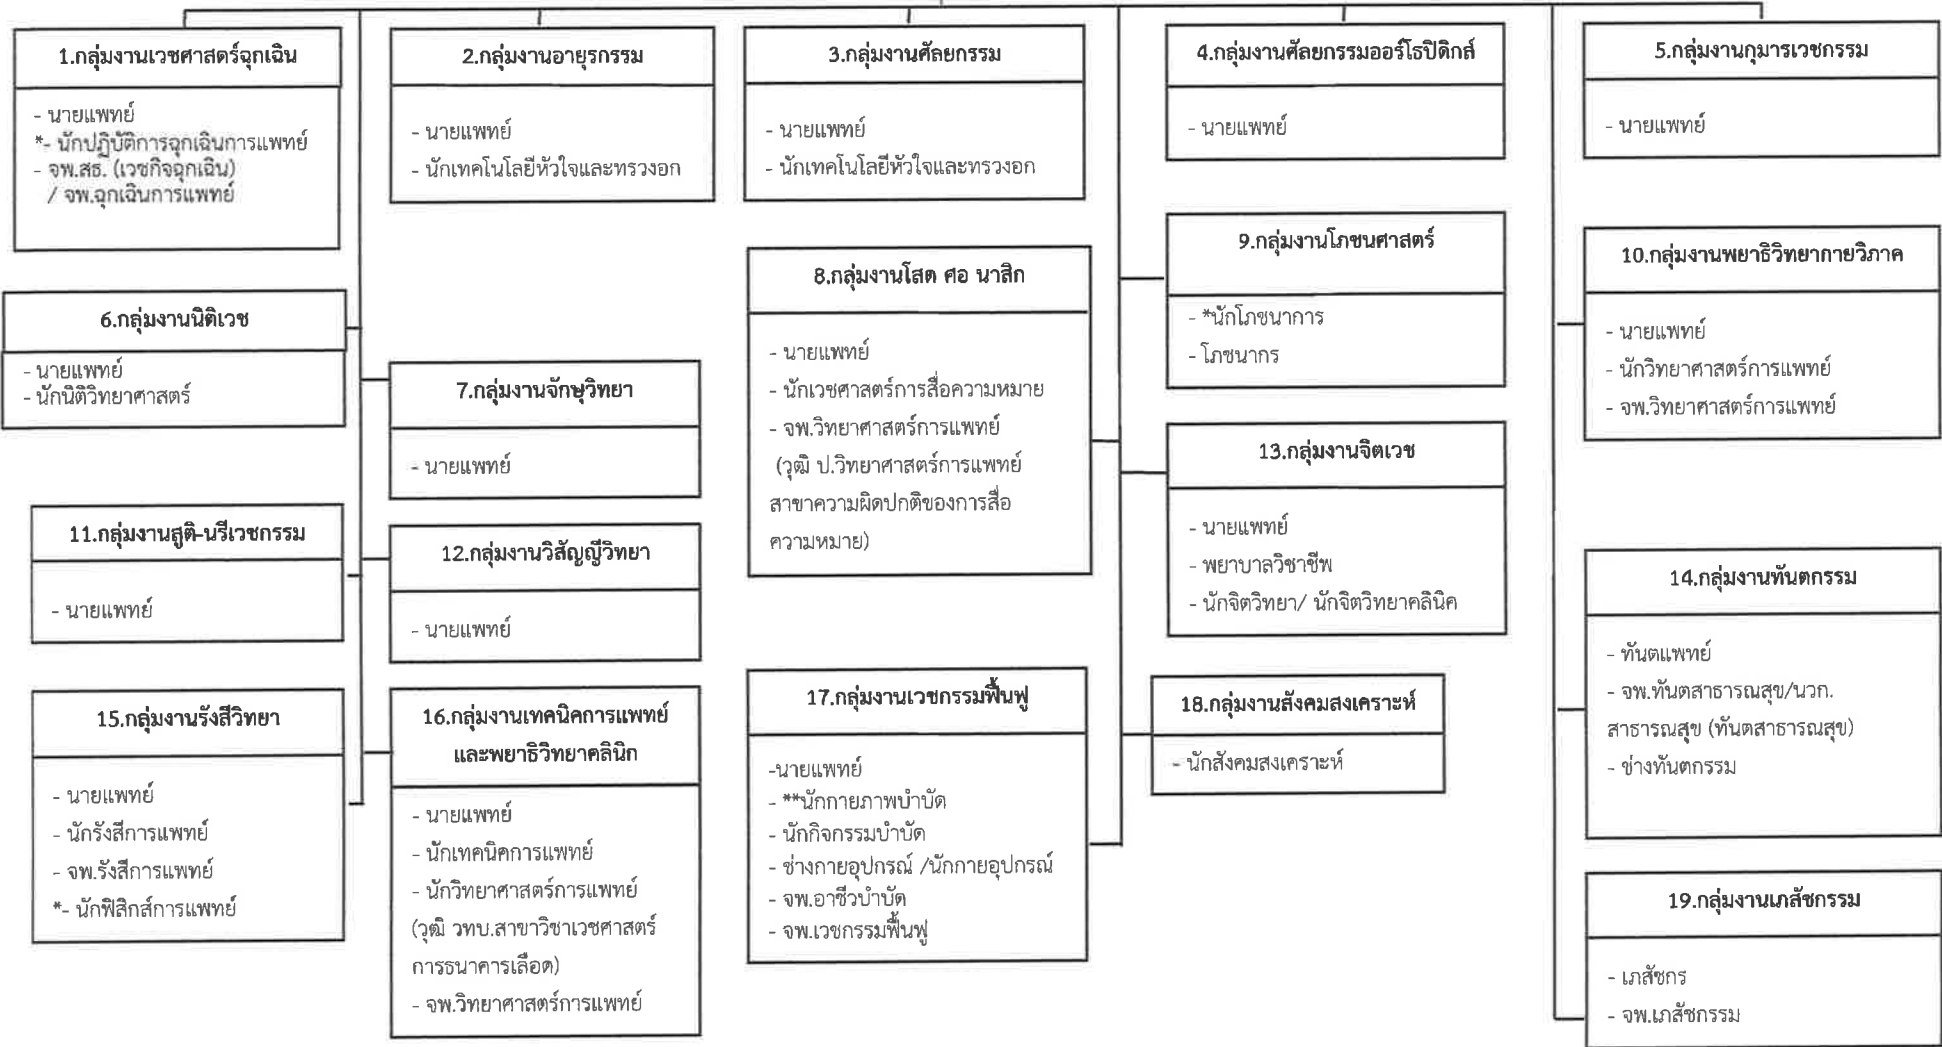 1.กลุ่มงานเวชศาสตร์ฉุกเฉิน
- นายแพทย์
*- นักปฏิบัติการฉุกเฉินการแพทย์
- จพ.สธ. (เวชกิจฉุกเฉิน)
/ จพ.ฉุกเฉินการแพทย์
2.กลุ่มงานอายุรกรรม
- นายแพทย์
- นักเทคโนโลยีหัวใจและทรวงอก
3.กลุ่มงานศัลยกรรม
- นายแพทย์
- นักเทคโนโลยีหัวใจและทรวงอก
4.กลุ่มงานศัลยกรรมออร์โธปิดิกส์
- นายแพทย์
5.กลุ่มงานกุมารเวชกรรม
- นายแพทย์
6.กลุ่มงานนิติเวช
- นายแพทย์
- นักนิติวิทยาศาสตร์
7.กลุ่มงานจักษุวิทยา
- นายแพทย์
8.กลุ่มงานโสต ศอ นาสิก
- นายแพทย์
- นักเวชศาสตร์การสื่อความหมาย
- จพ.วิทยาศาสตร์การแพทย์
(วุฒิ ป.วิทยาศาสตร์การแพทย์
สาขาความผิดปกติของการสื่อ
ความหมาย)
9.กลุ่มงานโภชนศาสตร์
- *นักโภชนาการ
- โภชนากร
10.กลุ่มงานพยาธิวิทยากายวิภาค
- นายแพทย์
- นักวิทยาศาสตร์การแพทย์
- จพ.วิทยาศาสตร์การแพทย์
11.กลุ่มงานสูติ-นรีเวชกรรม
- นายแพทย์
12.กลุ่มงานวิสัญญีวิทยา
- นายแพทย์
13.กลุ่มงานจิตเวช
- นายแพทย์
- พยาบาลวิชาชีพ
- นักจิตวิทยา/ นักจิตวิทยาคลินิค
14.กลุ่มงานทันตกรรม
- ทันตแพทย์
- จพ.ทันตสาธารณสุข/นวก.
สาธารณสุข (ทันตสาธารณสุข)
- ช่างทันตกรรม
15.กลุ่มงานรังสีวิทยา
- นายแพทย์
- นักรังสีการแพทย์
- จพ.รังสีการแพทย์
*- นักฟิสิกส์การแพทย์
16.กลุ่มงานเทคนิคการแพทย์
และพยาธิวิทยาคลินิก
- นายแพทย์
- นักเทคนิคการแพทย์
- นักวิทยาศาสตร์การแพทย์
(วุฒิ วทบ.สาขาวิชาเวชศาสตร์
การธนาคารเลือด)
- จพ.วิทยาศาสตร์การแพทย์
17.กลุ่มงานเวชกรรมฟื้นฟู
-นายแพทย์
- **นักกายภาพบำบัด
- นักกิจกรรมบำบัด
- ช่างกายอุปกรณ์ /นักกายอุปกรณ์
- จพ.อาชีวบำบัด
- จพ.เวชกรรมฟื้นฟู
18.กลุ่มงานสังคมสงเคราะห์
- นักสังคมสงเคราะห์
19.กลุ่มงานเภสัชกรรม
- เภสัชกร
- จพ.เภสัชกรรม